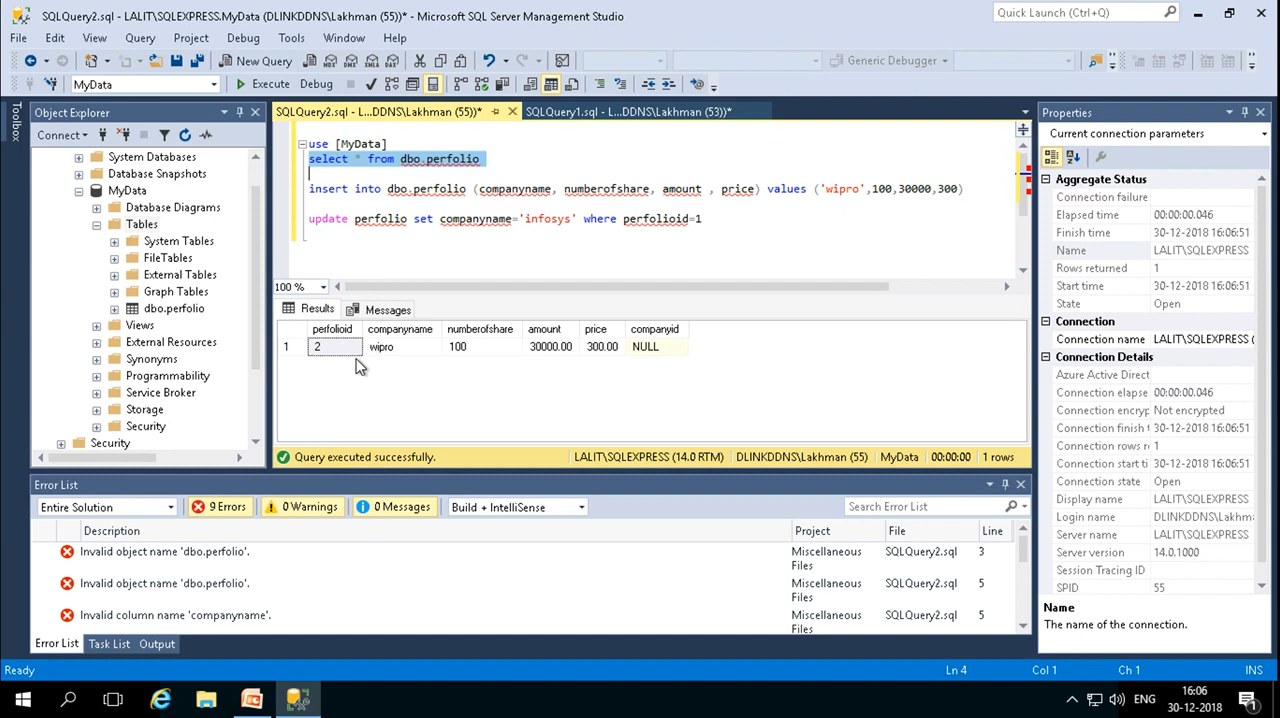 SQLQuery2.sql - LALIT\SQLEXPRESS.MyData (DLINKDDNS\Lakhman (55))* - Microsoft SQL Server Management Studio
Quick Launch (Ctrl+Q)
File Edit View Query Project Debug Tools Window Help
New Query
Generic Debugger
MyData
Execute Debug
Toolbox
Object Explorer
Connect
System Databases
Database Snapshots
MyData
Database Diagrams
Tables
System Tables
FileTables
External Tables
Graph Tables
dbo.perfolio
Views
External Resources
Synonyms
Programmability
Service Broker
Storage
Security
Security
SQLQuery2.sql - L...DDNS\Lakhman (55))*
SQLQuery1.sql - L...DDNS\Lakhman (53))*
use [MyData]
select * from dbo.perfolio
insert into dbo.perfolio (companyname, numberofshare, amount , price) values ('wipro',100,30000,300)
update perfolio set companyname='infosys' where perfolioid=1
100 %
Results Messages
perfolioid companyname numberofshare amount price companyid
1 2 wipro 100 30000.00 300.00 NULL
Query executed successfully.
LALIT\SQLEXPRESS (14.0 RTM) DLINKDDNS\Lakhman (55) MyData 00:00:00 1 rows
Properties
Current connection parameters
Aggregate Status
Connection failure
Elapsed time 00:00:00.046
Finish time 30-12-2018 16:06:51
Name LALIT\SQLEXPRESS
Rows returned 1
Start time 30-12-2018 16:06:51
State Open
Connection
Connection name LALIT\SQLEXPRESS (
Connection Details
Azure Active Direct
Connection elapse 00:00:00.046
Connection encryp Not encrypted
Connection finish t 30-12-2018 16:06:51
Connection rows r 1
Connection start ti 30-12-2018 16:06:51
Connection state Open
Display name LALIT\SQLEXPRESS
Login name DLINKDDNS\Lakhma
Server name LALIT\SQLEXPRESS
Server version 14.0.1000
Session Tracing ID
SPID 55
Name
The name of the connection.
Error List
Entire Solution
9 Errors
0 Warnings
0 Messages
Build + IntelliSense
Search Error List
Description Project File Line
Invalid object name 'dbo.perfolio'. Miscellaneous Files SQLQuery2.sql 3
Invalid object name 'dbo.perfolio'. Miscellaneous Files SQLQuery2.sql 5
Invalid column name 'companyname'. Miscellaneous Files SQLQuery2.sql 5
Error List Task List Output
Ready
Ln 4 Col 1 Ch 1 INS
ENG
16:06
30-12-2018
1